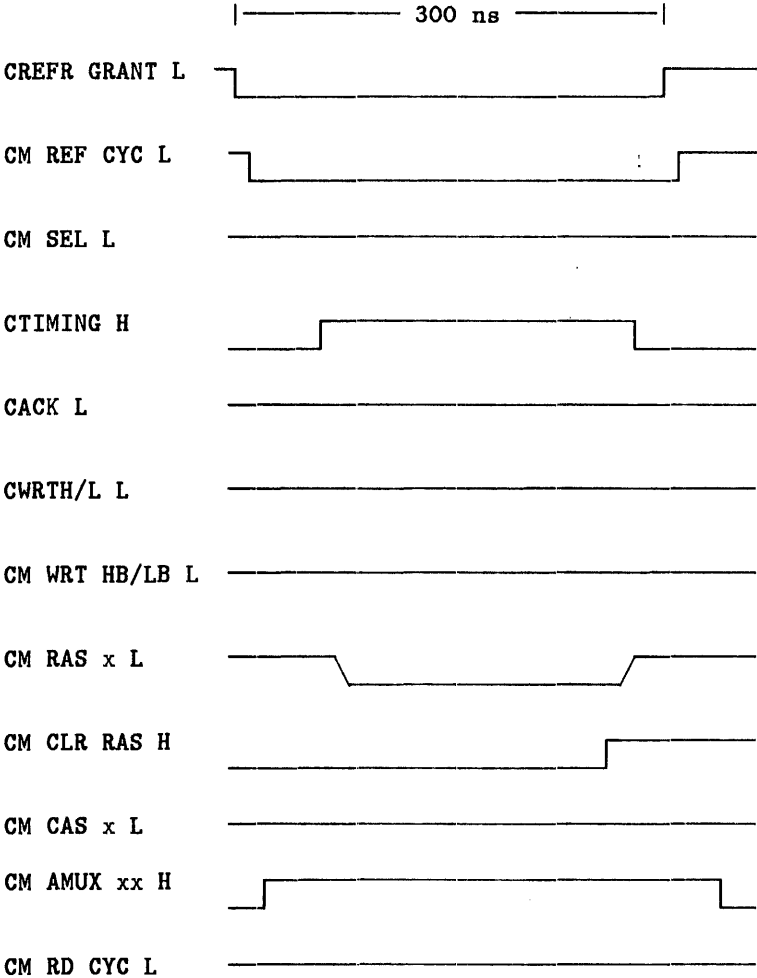 300 ns
CREFR GRANT L
CM REF CYC L
CM SEL L
CTIMING H
CACK L
CWRTH/L L
CM WRT HB/LB L
CM RAS x L
CM CLR RAS H
CM CAS x L
CM AMUX xx H
CM RD CYC L